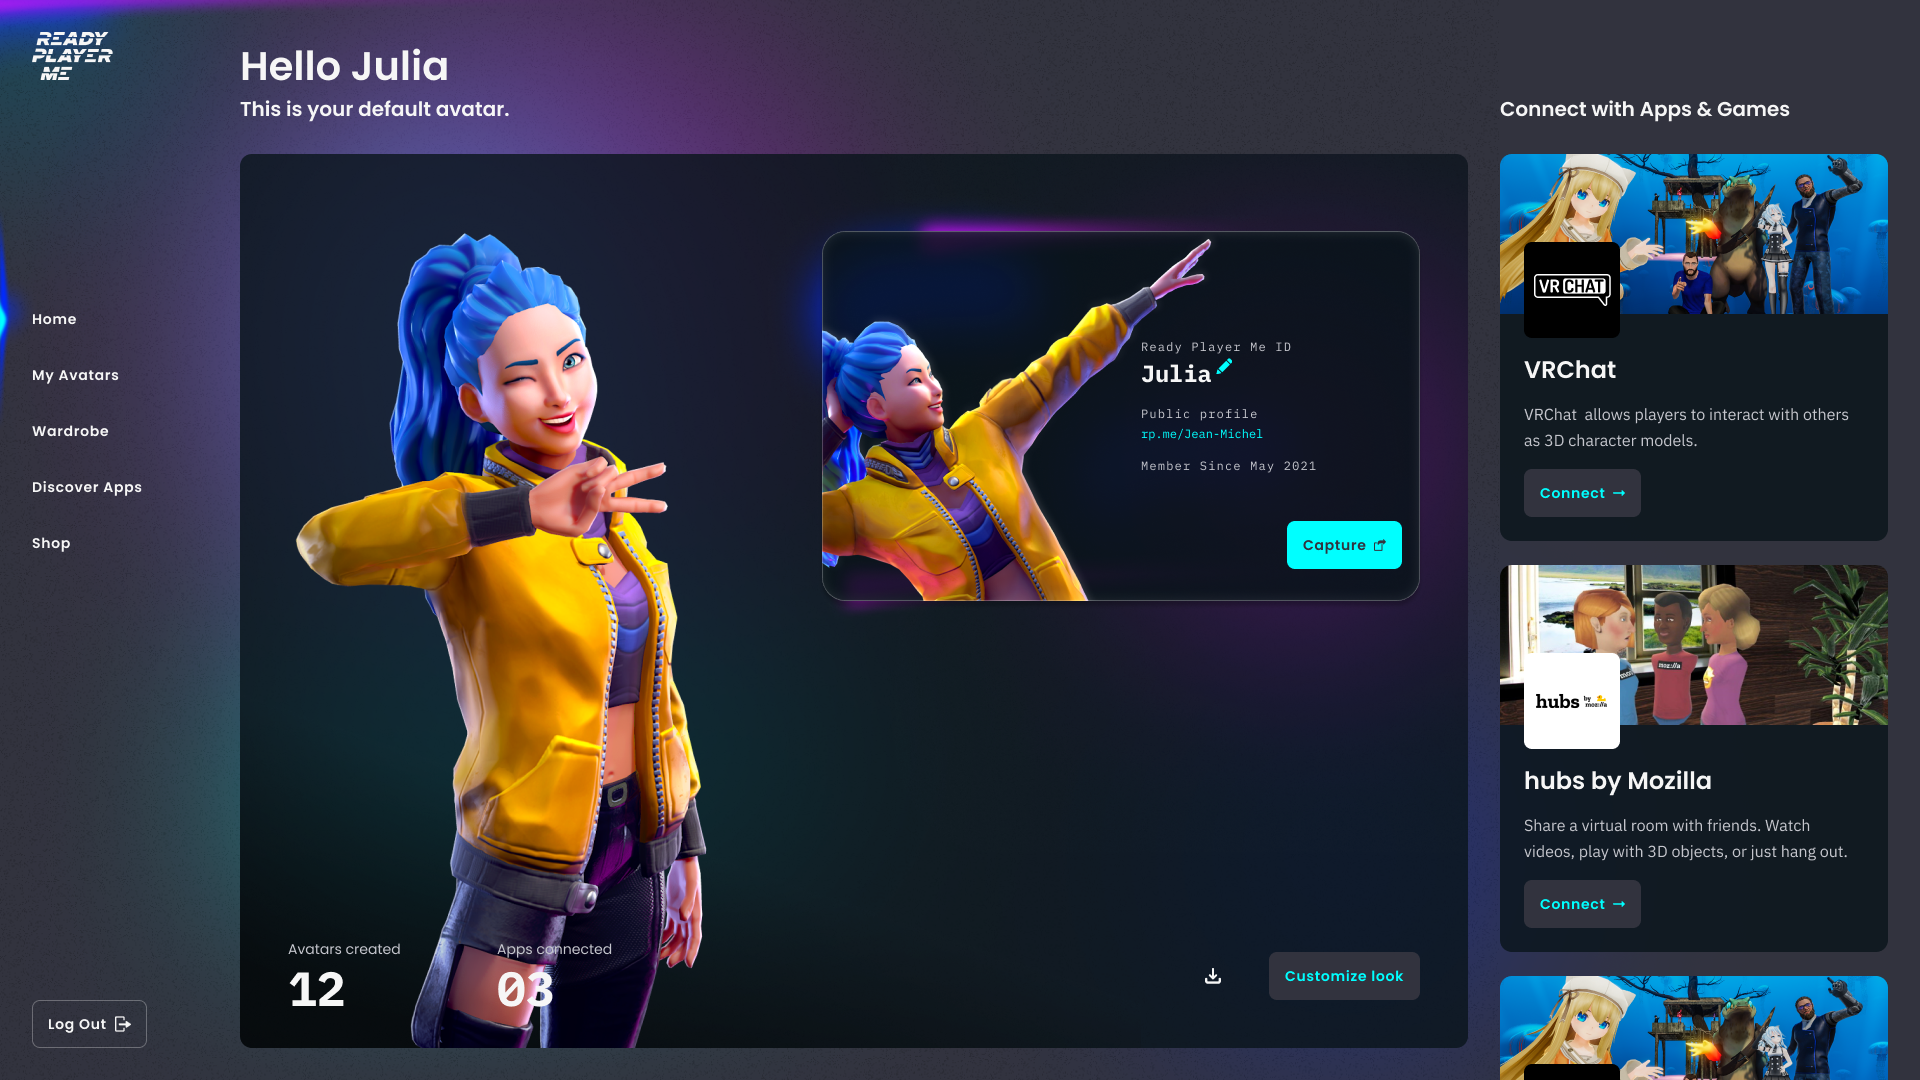 READY
PLAYER
ME
Hello Julia
This is your default avatar.
Home
My Avatars
Wardrobe
Discover Apps
Shop
Log Out
Ready Player Me ID
Julia
Public profile
rp.me/Jean-Michel
Member Since May 2021
Capture
Avatars created
12
Apps connected
03
Customize look
Connect with Apps & Games
VRCHAT
VRChat
VRChat allows players to interact with others
as 3D character models.
Connect →
moz://a
hubs by moz://a
hubs by Mozilla
Share a virtual room with friends. Watch
videos, play with 3D objects, or just hang out.
Connect →